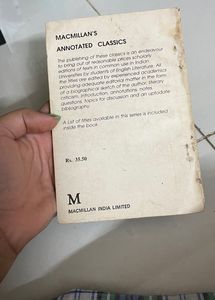 MACMILLAN'S
ANNOTATED CLASSICS
The publishing of these classics is an endeavour
to bring out at reasonable prices scholarly
editions of texts in common use in Indian
Universities by students of English Literature. All
the titles are edited by experienced academics
providing adequate editorial matter in the form
of a biographical sketch of the author, literary
criticism, introduction, annotations, notes,
questions, topics for discussion and an uptodate
bibliography.
A List of titles available in this series is included
inside the book
Rs. 35.50
M
MACMILLAN INDIA LIMITED